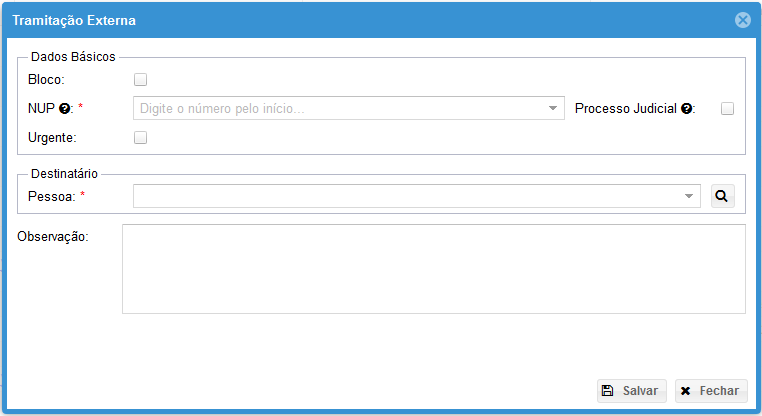 Tramitação Externa
Dados Básicos
Bloco:
NUP ?: * Digite o número pelo início... Processo Judicial ?:
Urgente:
Destinatário
Pessoa: *
Observação:
Salvar Fechar